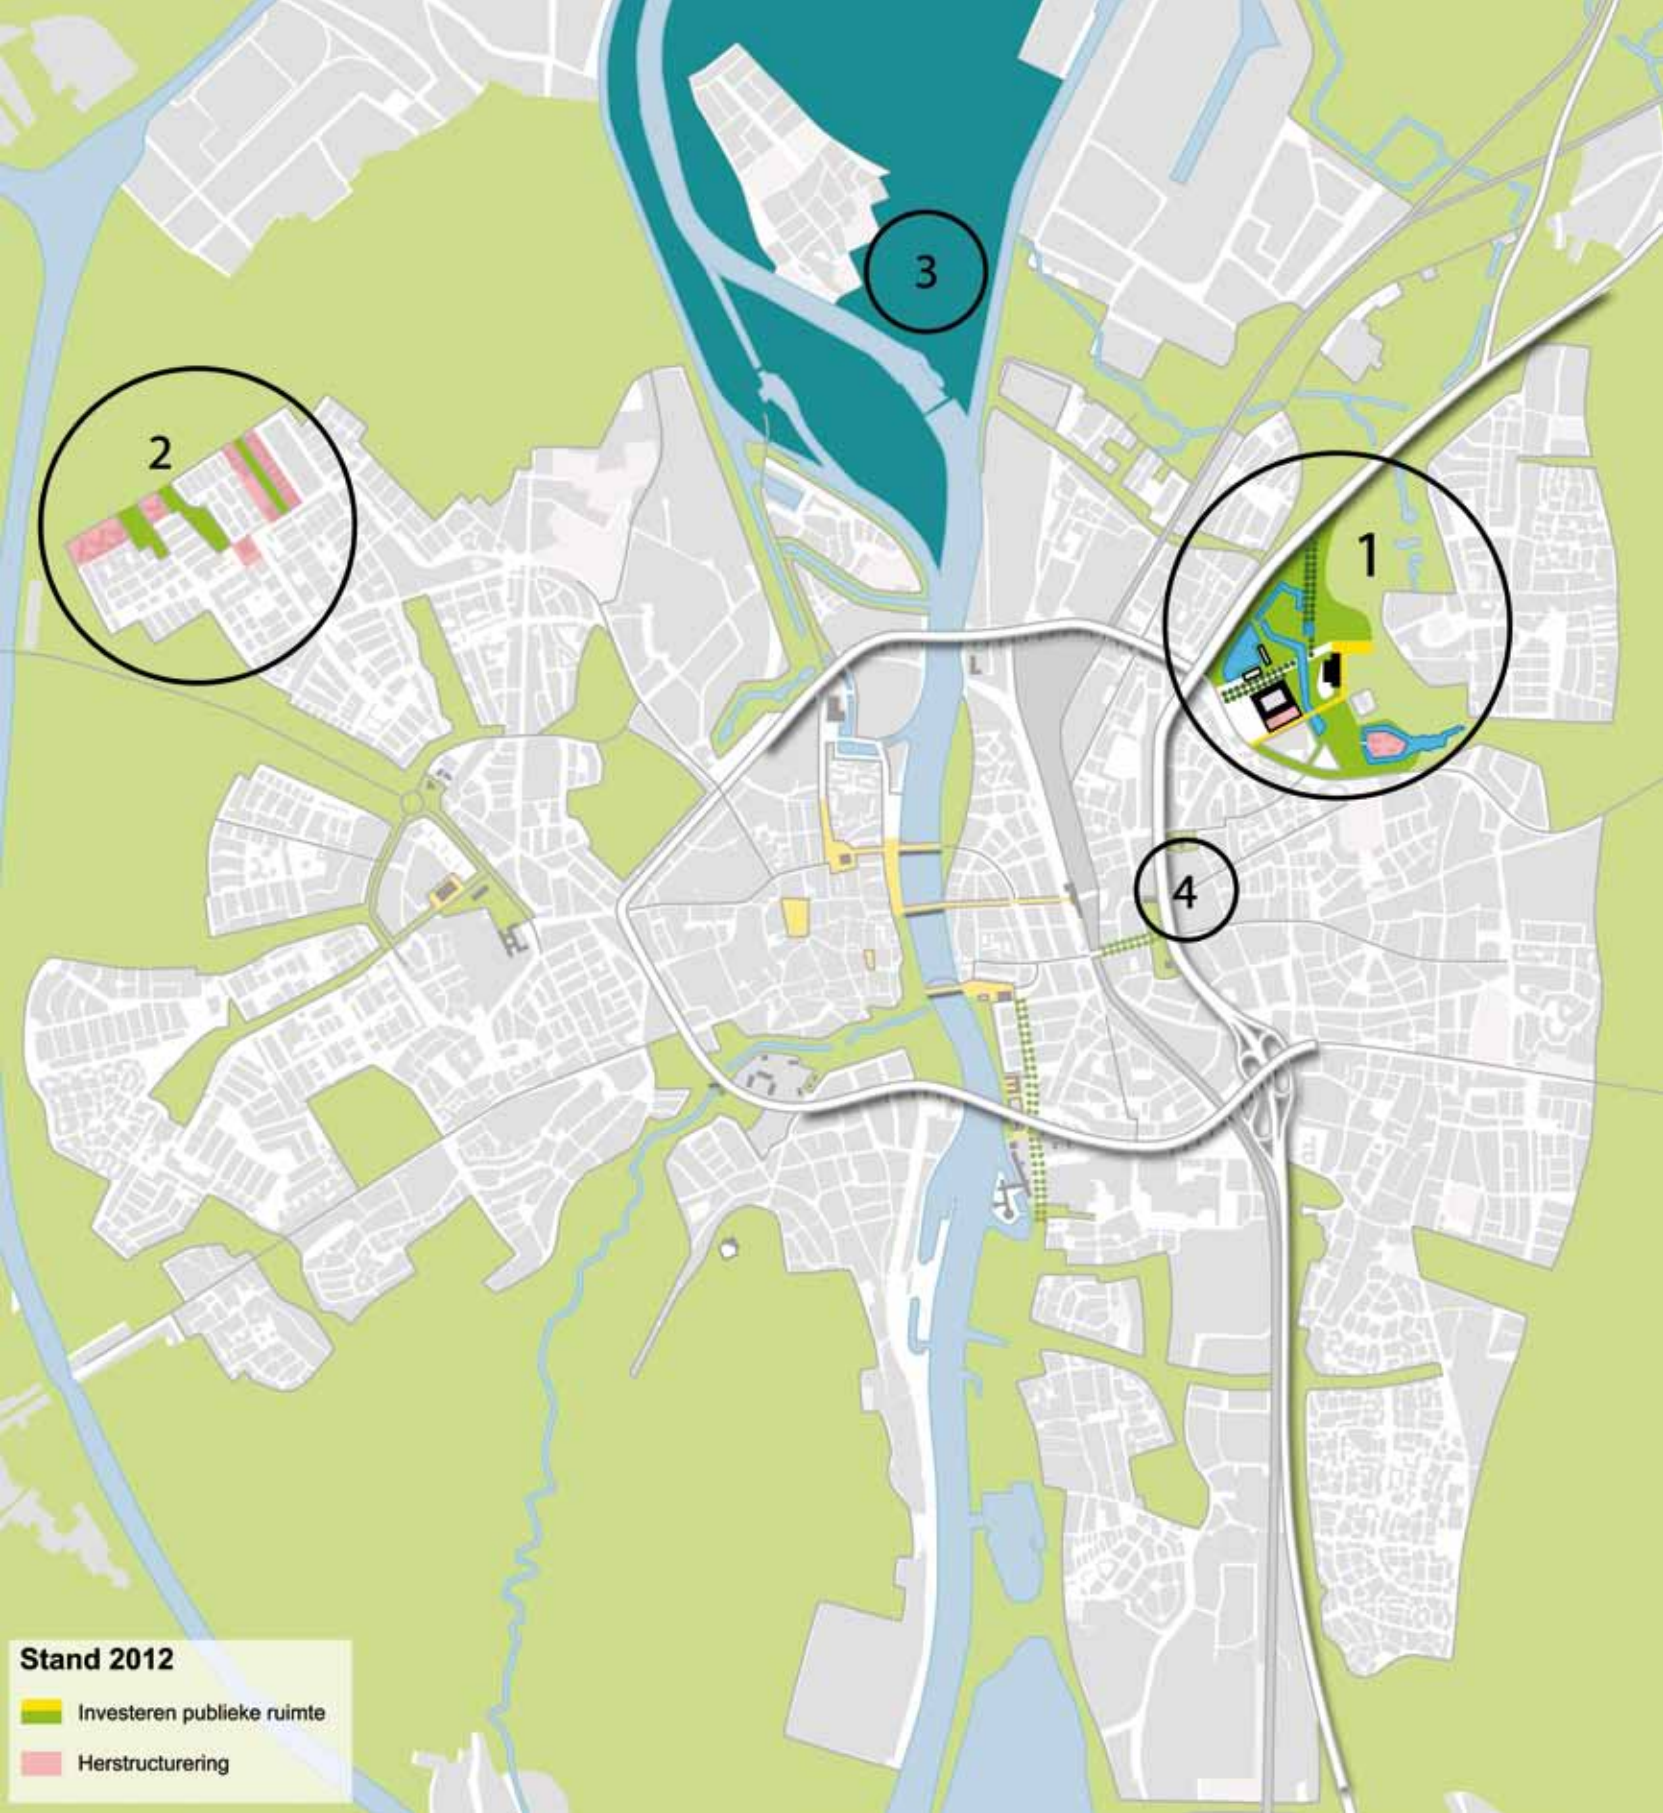 3
2
1
4
Stand 2012
Investeren publieke ruimte
Herstructurering